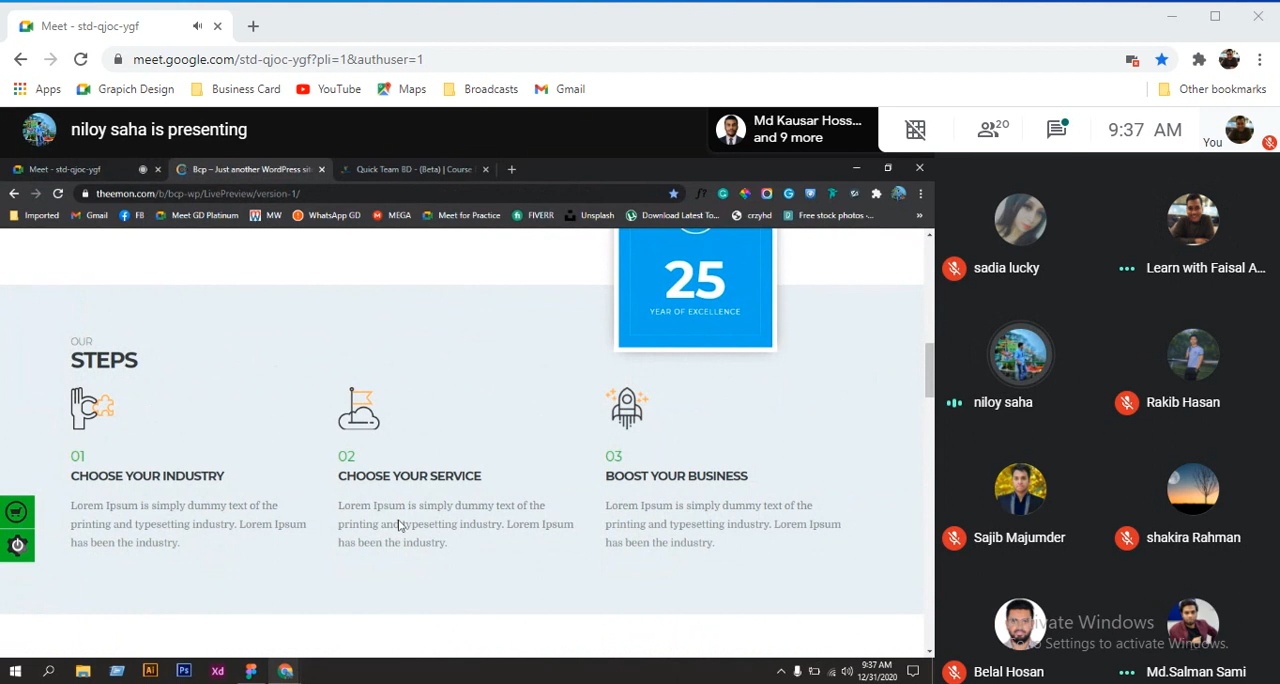 Meet - std-qjoc-ygf
meet.google.com/std-qjoc-ygf?pli=1&authuser=1
Apps
Grapich Design
Business Card
YouTube
Maps
Broadcasts
Gmail
Other bookmarks
niloy saha is presenting
Md Kausar Hoss...
and 9 more
20
9:37 AM
You
Meet - std-qjoc-ygf
Bcp – Just another WordPress sit
Quick Team BD - (Beta) | Course
theemon.com/b/bcp-wp/LivePreview/version-1/
Imported
Gmail
FB
Meet GD Platinum
MW
WhatsApp GD
MEGA
Meet for Practice
FIVERR
Unsplash
Download Latest To...
crzyhd
Free stock photos -...
»
25
YEAR OF EXCELLENCE
OUR
STEPS
01
CHOOSE YOUR INDUSTRY
Lorem Ipsum is simply dummy text of the
printing and typesetting industry. Lorem Ipsum
has been the industry.
02
CHOOSE YOUR SERVICE
Lorem Ipsum is simply dummy text of the
printing and typesetting industry. Lorem Ipsum
has been the industry.
03
BOOST YOUR BUSINESS
Lorem Ipsum is simply dummy text of the
printing and typesetting industry. Lorem Ipsum
has been the industry.
sadia lucky
Learn with Faisal A...
niloy saha
Rakib Hasan
Sajib Majumder
shakira Rahman
Activate Windows
Go to Settings to activate Windows.
Belal Hosan
Md.Salman Sami
Ai
Ps
Xd
9:37 AM
12/31/2020